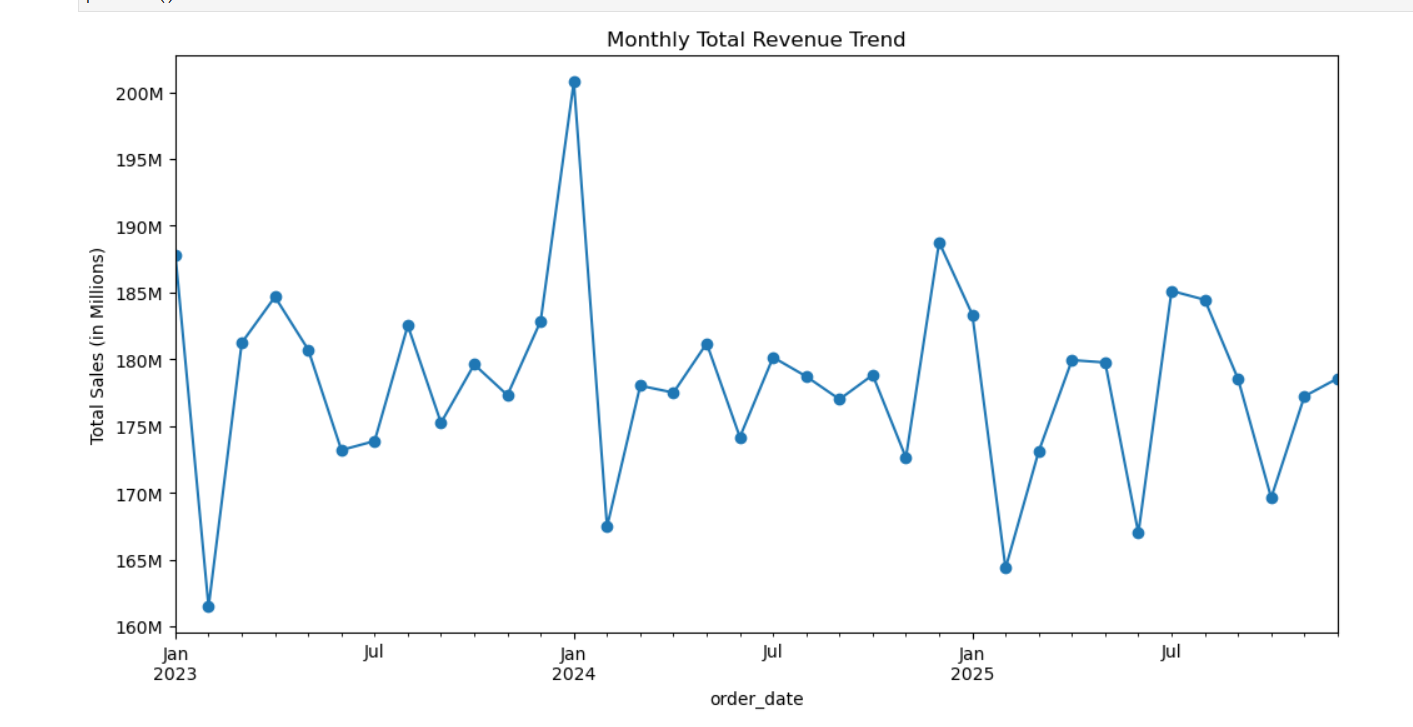 Monthly Total Revenue Trend
200M
195M
190M
185M
180M
175M
170M
165M
160M
Total Sales (in Millions)
Jan Jul Jan Jul Jan Jul
2023 2024 2025
order_date